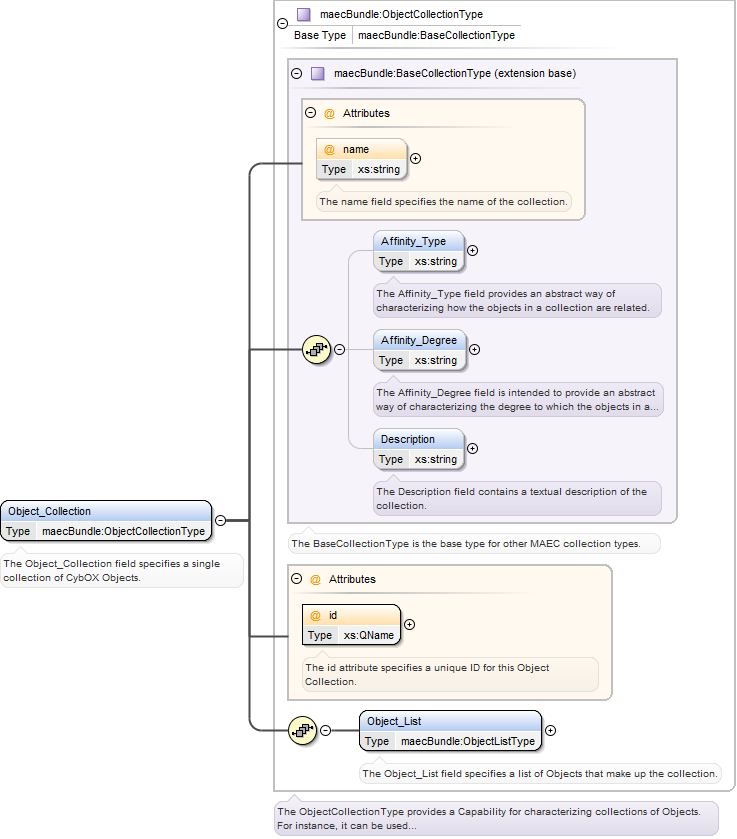 maecBundle:ObjectCollectionType
Base Type maecBundle:BaseCollectionType
maecBundle:BaseCollectionType (extension base)
@ Attributes
@ name
Type xs:string
The name field specifies the name of the collection.
Affinity_Type
Type xs:string
The Affinity_Type field provides an abstract way of
characterizing how the objects in a collection are related.
Affinity_Degree
Type xs:string
The Affinity_Degree field is intended to provide an abstract
way of characterizing the degree to which the objects in a...
Description
Type xs:string
The Description field contains a textual description of the
collection.
Object_Collection
Type maecBundle:ObjectCollectionType
The Object_Collection field specifies a single
collection of CybOX Objects.
The BaseCollectionType is the base type for other MAEC collection types.
@ Attributes
@ id
Type xs:QName
The id attribute specifies a unique ID for this Object
Collection.
Object_List
Type maecBundle:ObjectListType
The Object_List field specifies a list of Objects that make up the collection.
The ObjectCollectionType provides a Capability for characterizing collections of Objects.
For instance, it can be used...